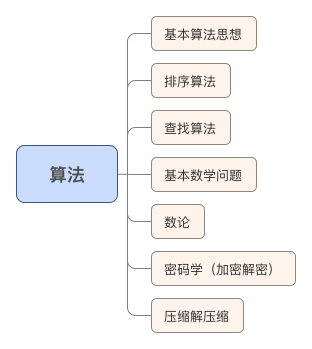 基本算法思想
排序算法
查找算法
算法
基本数学问题
数论
密码学（加密解密）
压缩解压缩